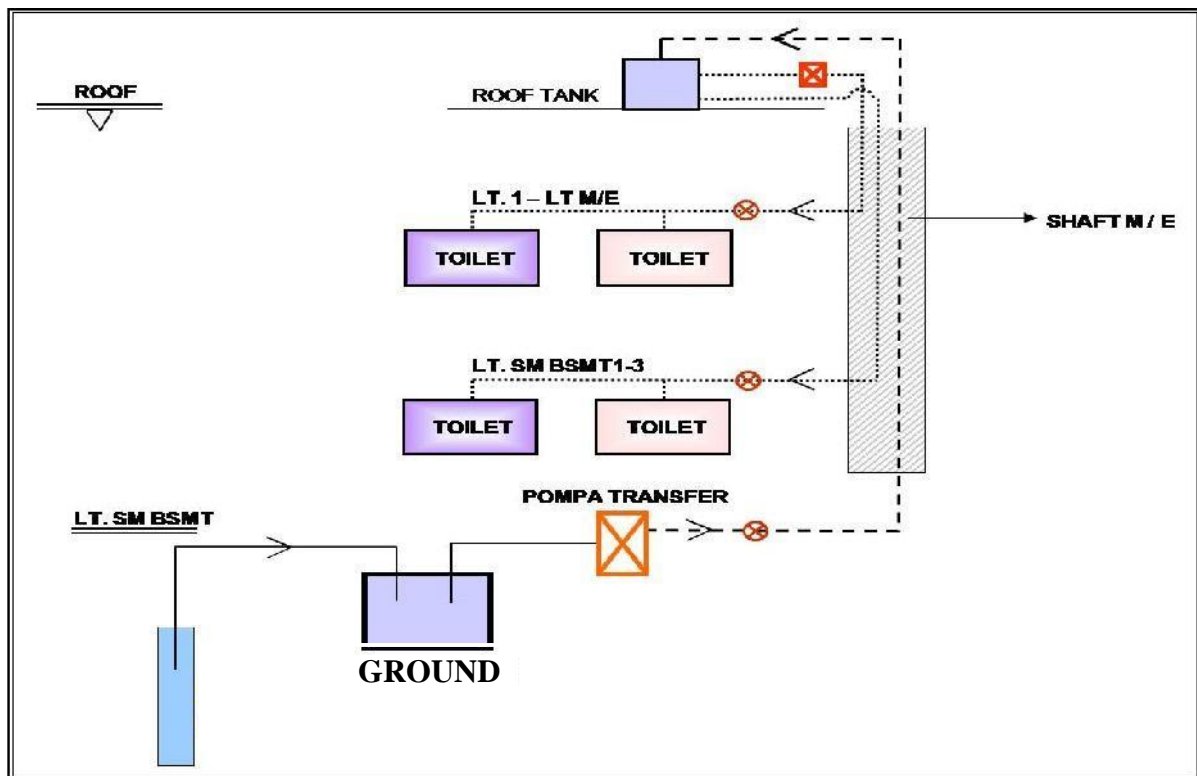 ROOF
ROOF TANK
LT. 1 – LT M/E
SHAFT M / E
TOILET
TOILET
LT. SM BSMT1-3
TOILET
TOILET
POMPA TRANSFER
LT. SM BSMT
GROUND